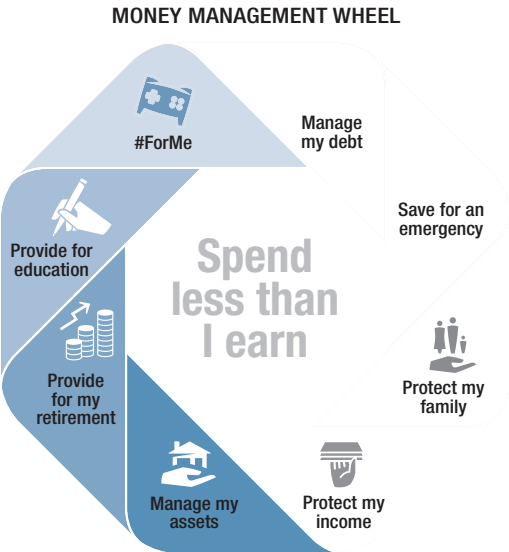 MONEY MANAGEMENT WHEEL
#ForMe
Manage
my debt
Save for an
emergency
Protect my
family
Protect my
income
Manage my
assets
Provide
for my
retirement
Provide for
education
Spend
less than
I earn